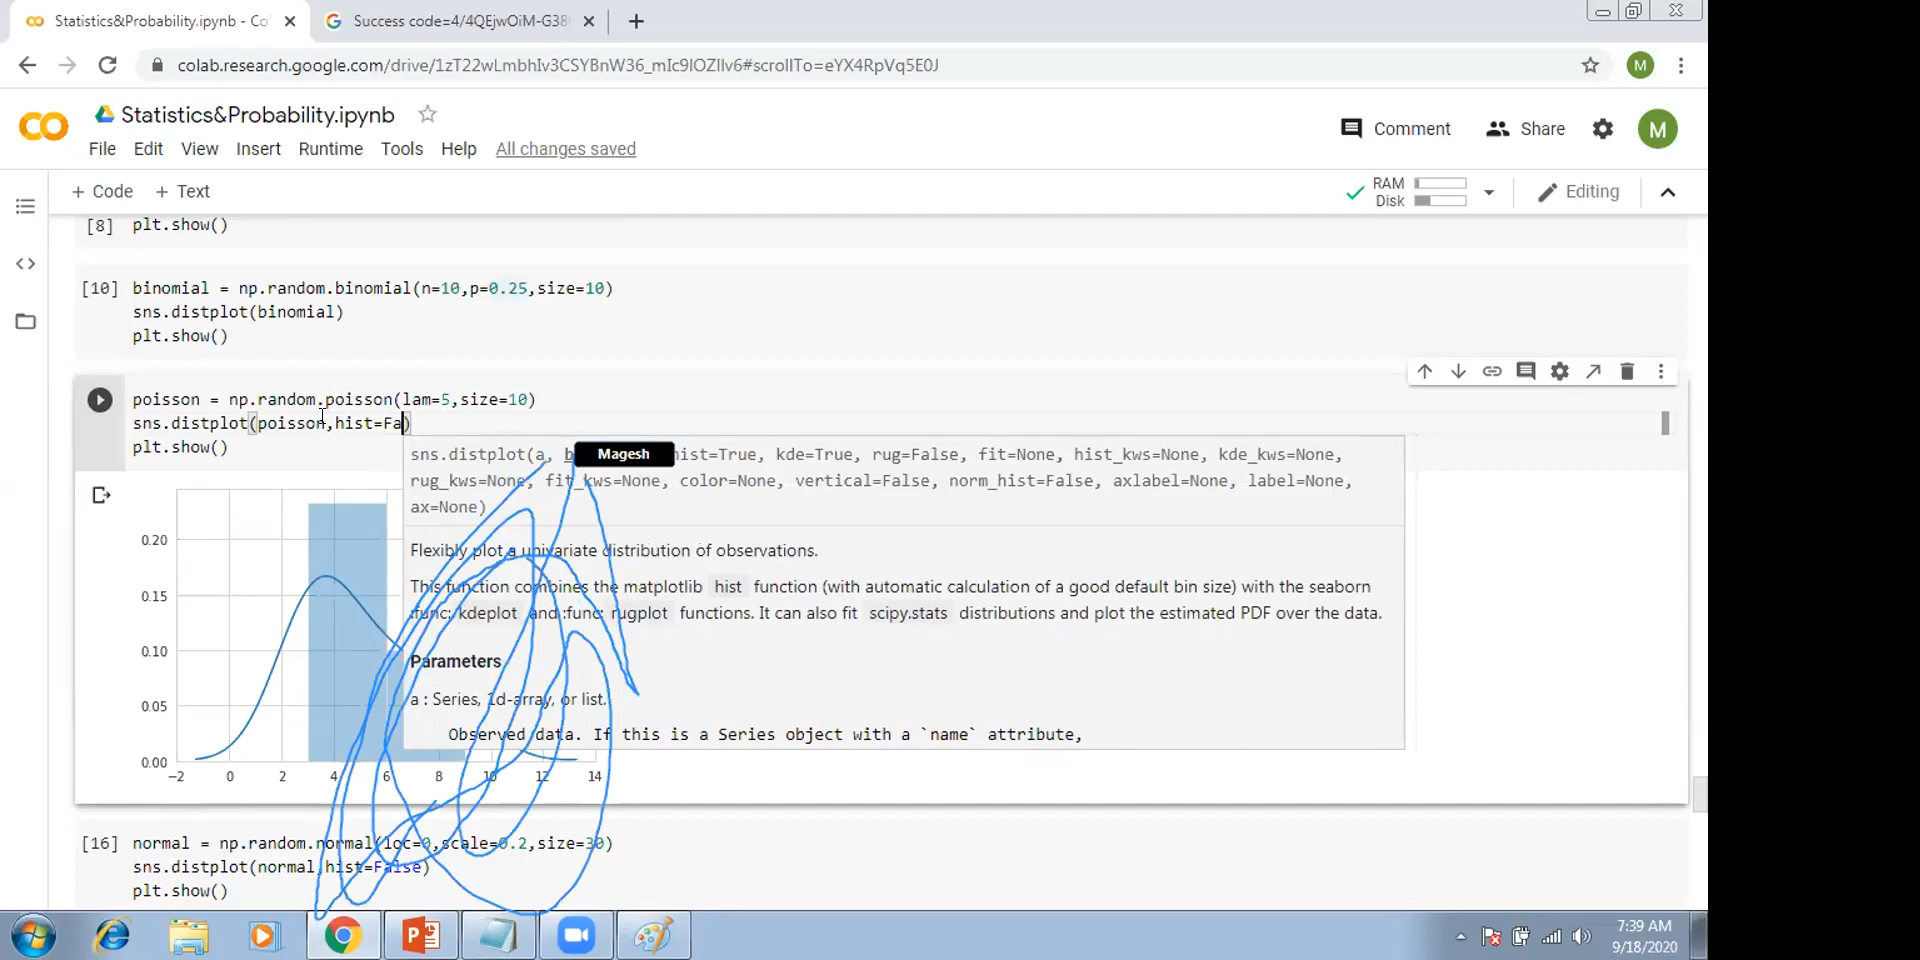 Statistics&Probability.ipynb - Co
Success code=4/4QEjwOiM-G38
colab.research.google.com/drive/1zT22wLmbhIv3CSYBnW36_mIc9lOZllv6#scrollTo=eYX4RpVq5E0J
M
CO
Statistics&Probability.ipynb
Comment
Share
M
File Edit View Insert Runtime Tools Help All changes saved
+ Code + Text
RAM
Disk
Editing
[8] plt.show()
[10] binomial = np.random.binomial(n=10,p=0.25,size=10)
sns.distplot(binomial)
plt.show()
poisson = np.random.poisson(lam=5,size=10)
sns.distplot(poisson,hist=Fa)
plt.show()
sns.distplot(a, b
Magesh
hist=True, kde=True, rug=False, fit=None, hist_kws=None, kde_kws=None,
rug_kws=None, fit_kws=None, color=None, vertical=False, norm_hist=False, axlabel=None, label=None,
ax=None)
Flexibly plot a univariate distribution of observations.
This function combines the matplotlib hist function (with automatic calculation of a good default bin size) with the seaborn
:func: kdeplot and :func: rugplot functions. It can also fit scipy.stats distributions and plot the estimated PDF over the data.
Parameters
a : Series, 1d-array, or list.
Observed data. If this is a Series object with a `name` attribute,
0.20
0.15
0.10
0.05
0.00
−2 0 2 4 6 8 10 12 14
[16] normal = np.random.normal(loc=0,scale=0.2,size=30)
sns.distplot(normal,hist=False)
plt.show()
7:39 AM
9/18/2020